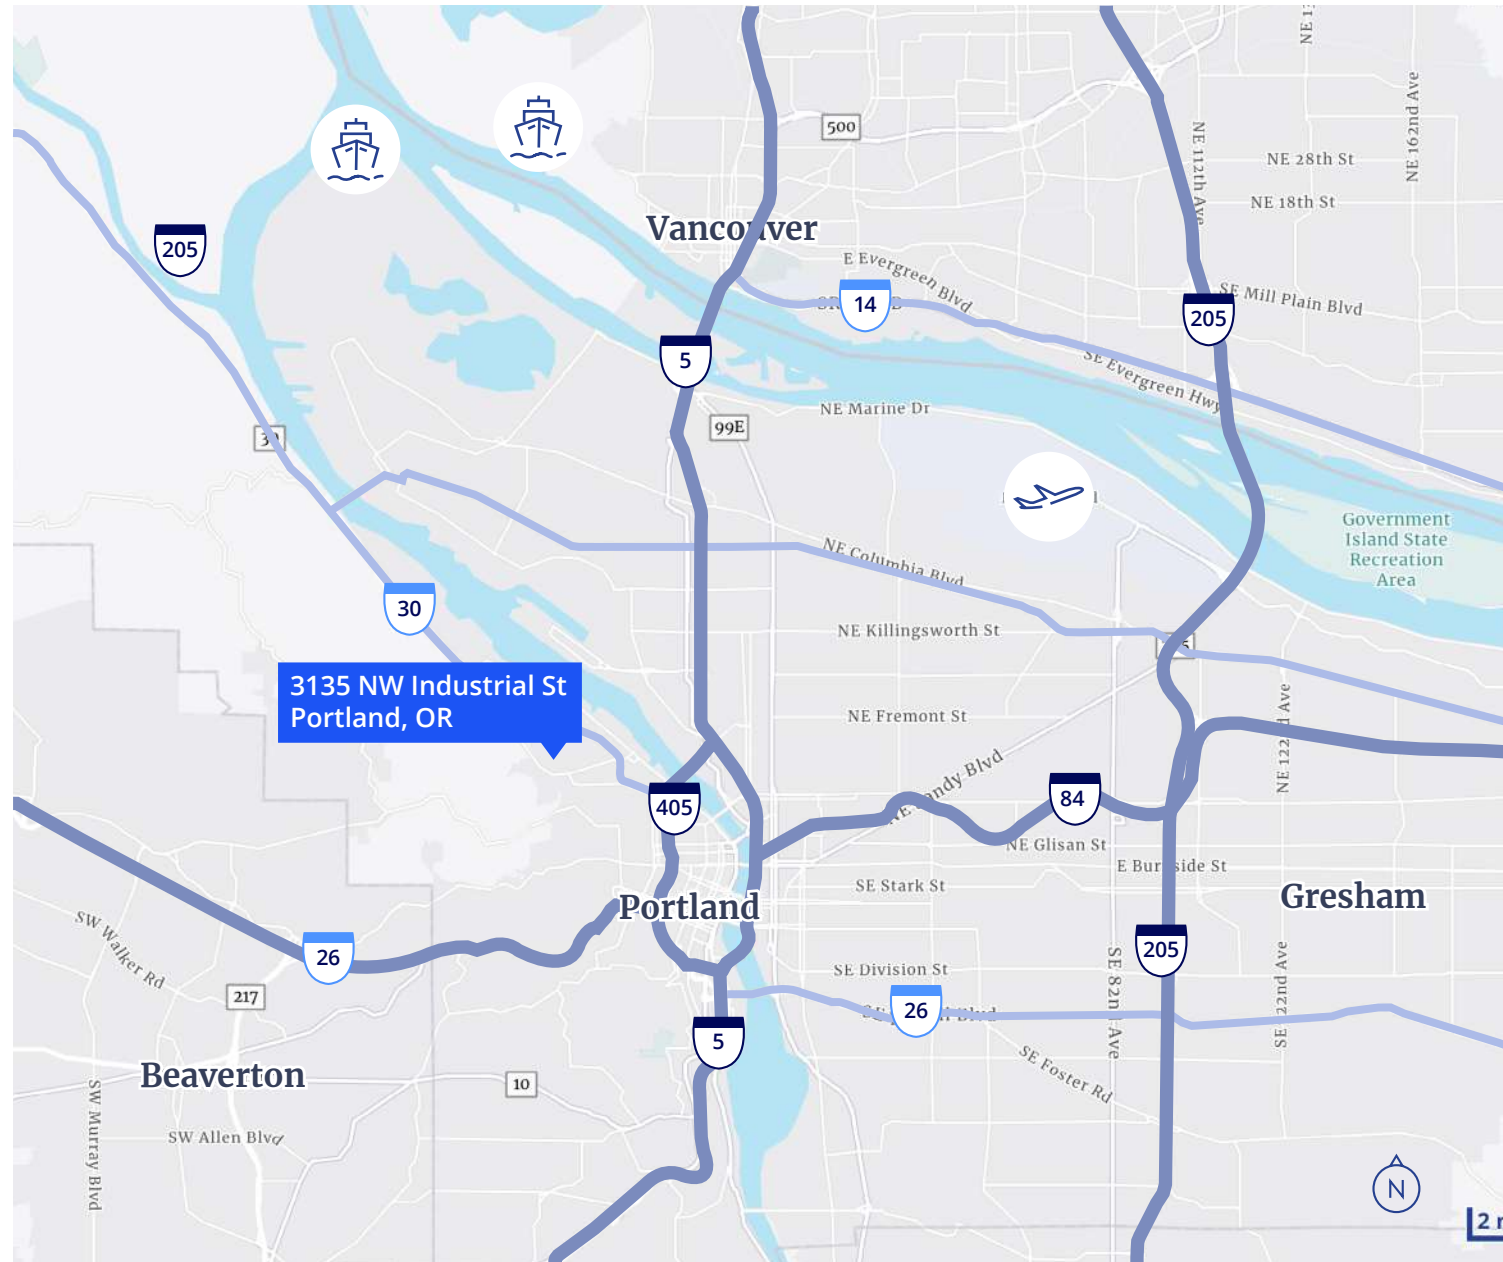 NE 162nd Ave
500
NE 112th Ave
NE 28th St
NE 18th St
Vancouver
205
E Evergreen Blvd
14
SE Mill Plain Blvd
205
5
SE Evergreen Hwy
NE Marine Dr
99E
30
Government
Island State
Recreation
Area
NE Columbia Blvd
30
NE Killingsworth St
3135 NW Industrial St
Portland, OR
NE Fremont St
NE 122nd Ave
NE Sandy Blvd
84
405
NE Glisan St
E Burnside St
SE Stark St
Gresham
Portland
SW Walker Rd
26
205
SE Division St
217
26
SE 82nd Ave
SE 122nd Ave
5
SE Foster Rd
Beaverton
10
SW Murray Blvd
SW Allen Blvd
N
2